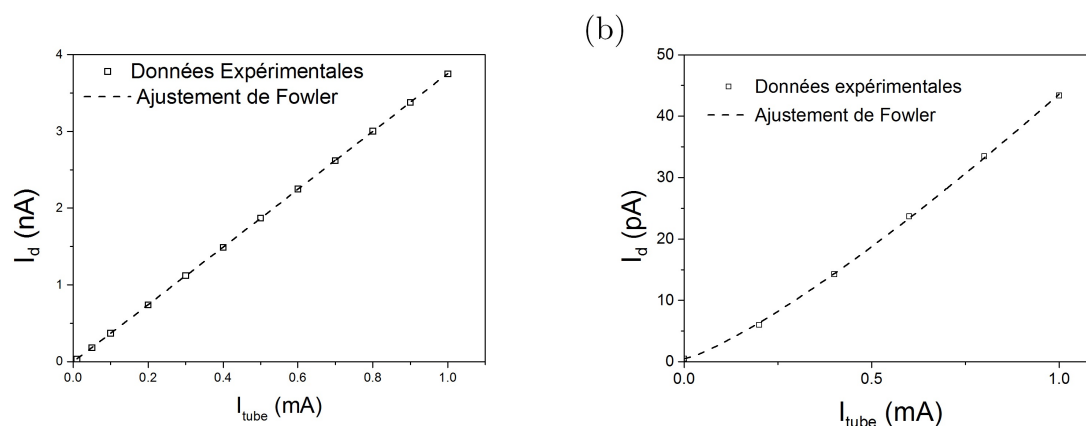 (b)
4
3
2
1
0
Données Expérimentales
Ajustement de Fowler
I_d (nA)
0.0 0.2 0.4 0.6 0.8 1.0
I_tube (mA)
50
40
30
20
10
0
Données expérimentales
Ajustement de Fowler
I_d (pA)
0.0 0.5 1.0
I_tube (mA)